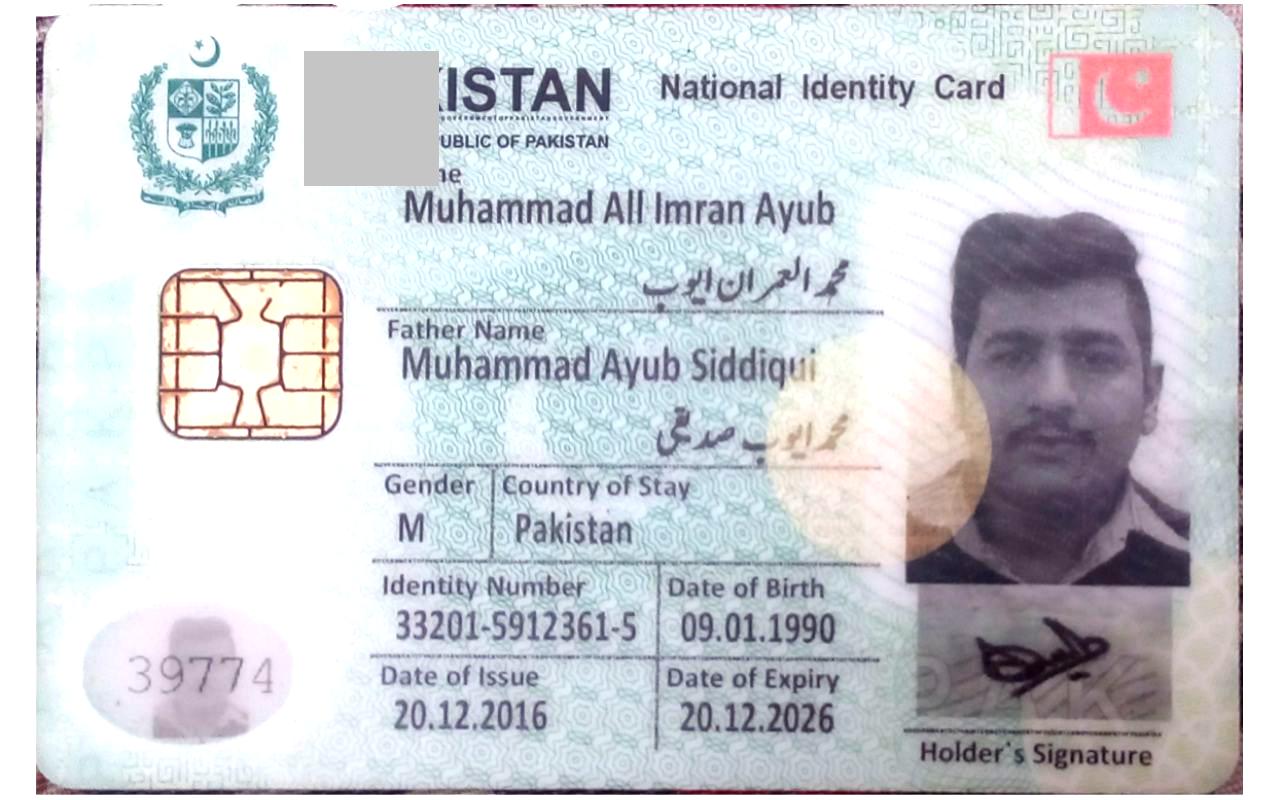 KISTAN
National Identity Card
PUBLIC OF PAKISTAN
Muhammad All Imran Ayub
محمد العمران ایوب
Father Name
Muhammad Ayub Siddiqui
محمد ایوب صدیقی
Gender
Country of Stay
M
Pakistan
Identity Number
Date of Birth
33201-5912361-5
09.01.1990
Date of Issue
Date of Expiry
20.12.2016
20.12.2026
39774
Holder's Signature